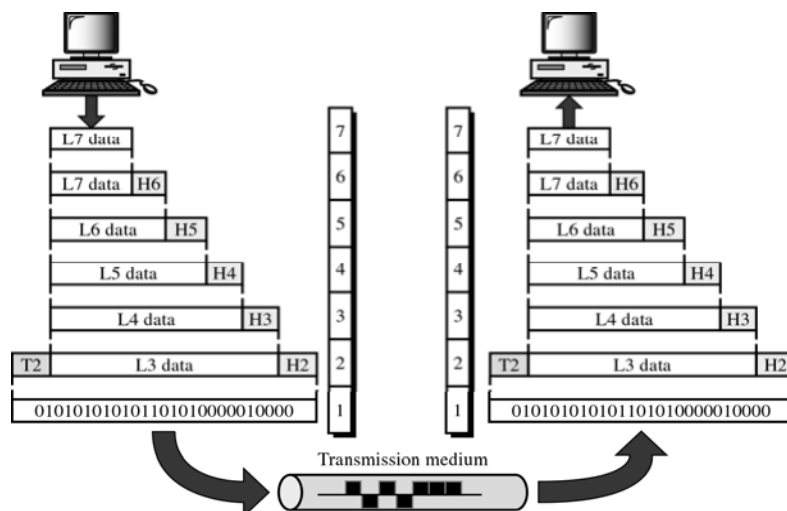 L7 data 7 7 L7 data
L7 data H6 6 6 L7 data H6
L6 data H5 5 5 L6 data H5
L5 data H4 4 4 L5 data H4
L4 data H3 3 3 L4 data H3
T2 L3 data H2 2 2 T2 L3 data H2
010101010101101010000010000 1 1 010101010101101010000010000
Transmission medium